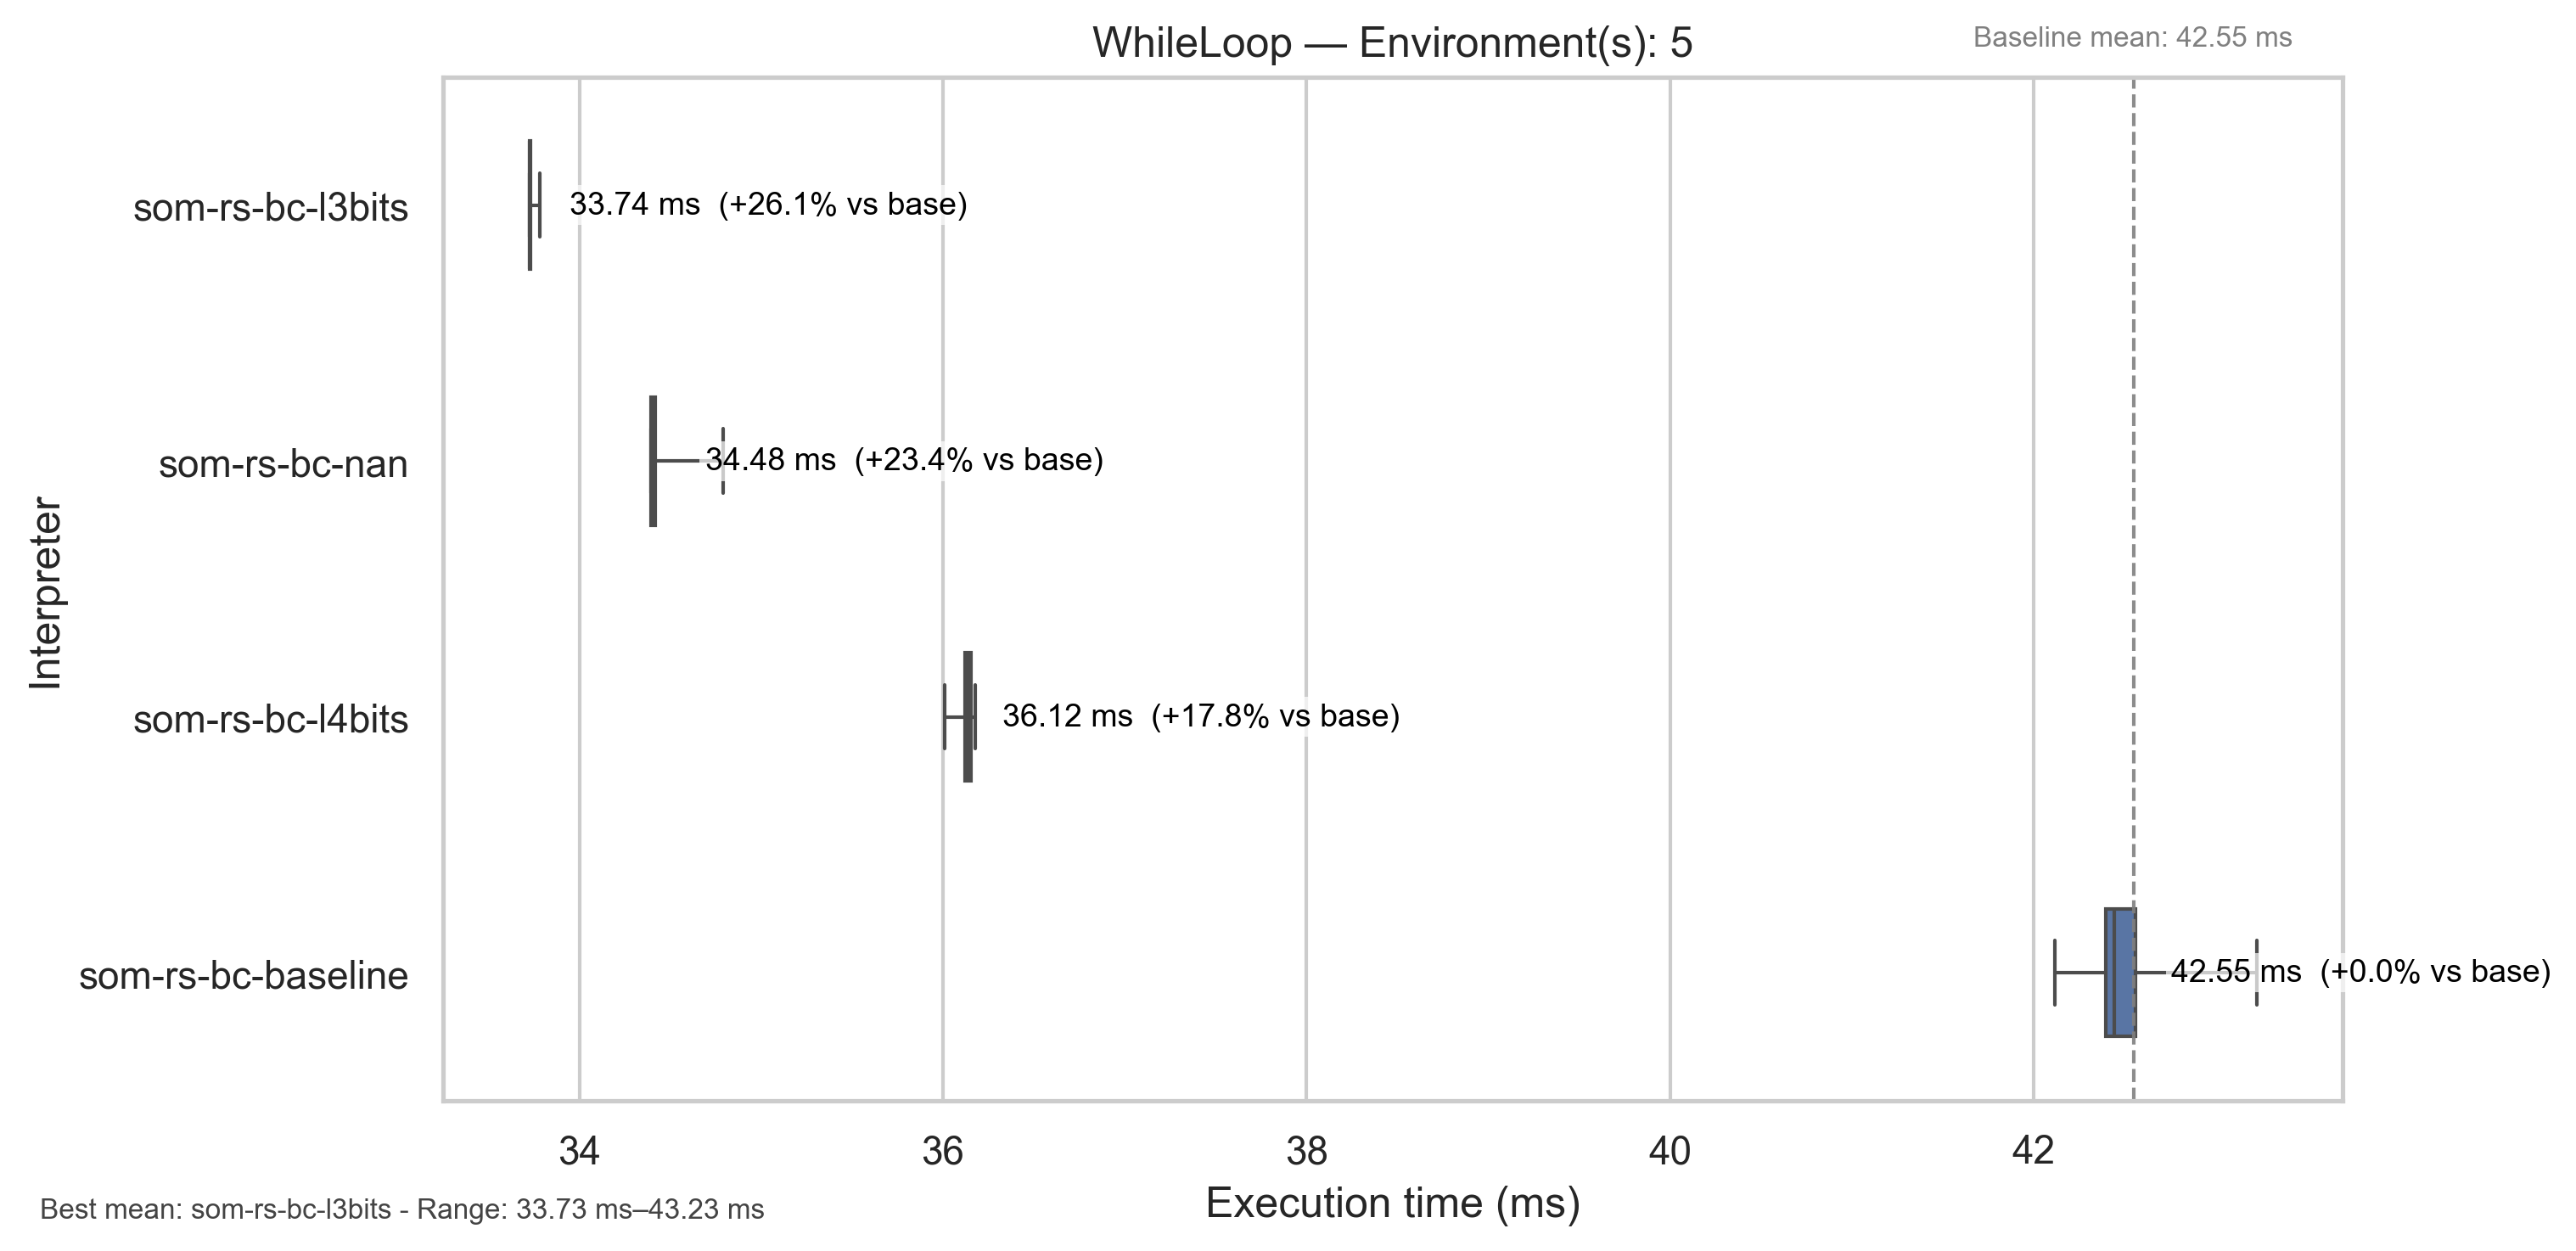 WhileLoop — Environment(s): 5
Baseline mean: 42.55 ms
Interpreter
som-rs-bc-l3bits
33.74 ms (+26.1% vs base)
som-rs-bc-nan
34.48 ms (+23.4% vs base)
som-rs-bc-l4bits
36.12 ms (+17.8% vs base)
som-rs-bc-baseline
42.55 ms (+0.0% vs base)
34
36
38
40
42
Execution time (ms)
Best mean: som-rs-bc-l3bits - Range: 33.73 ms–43.23 ms